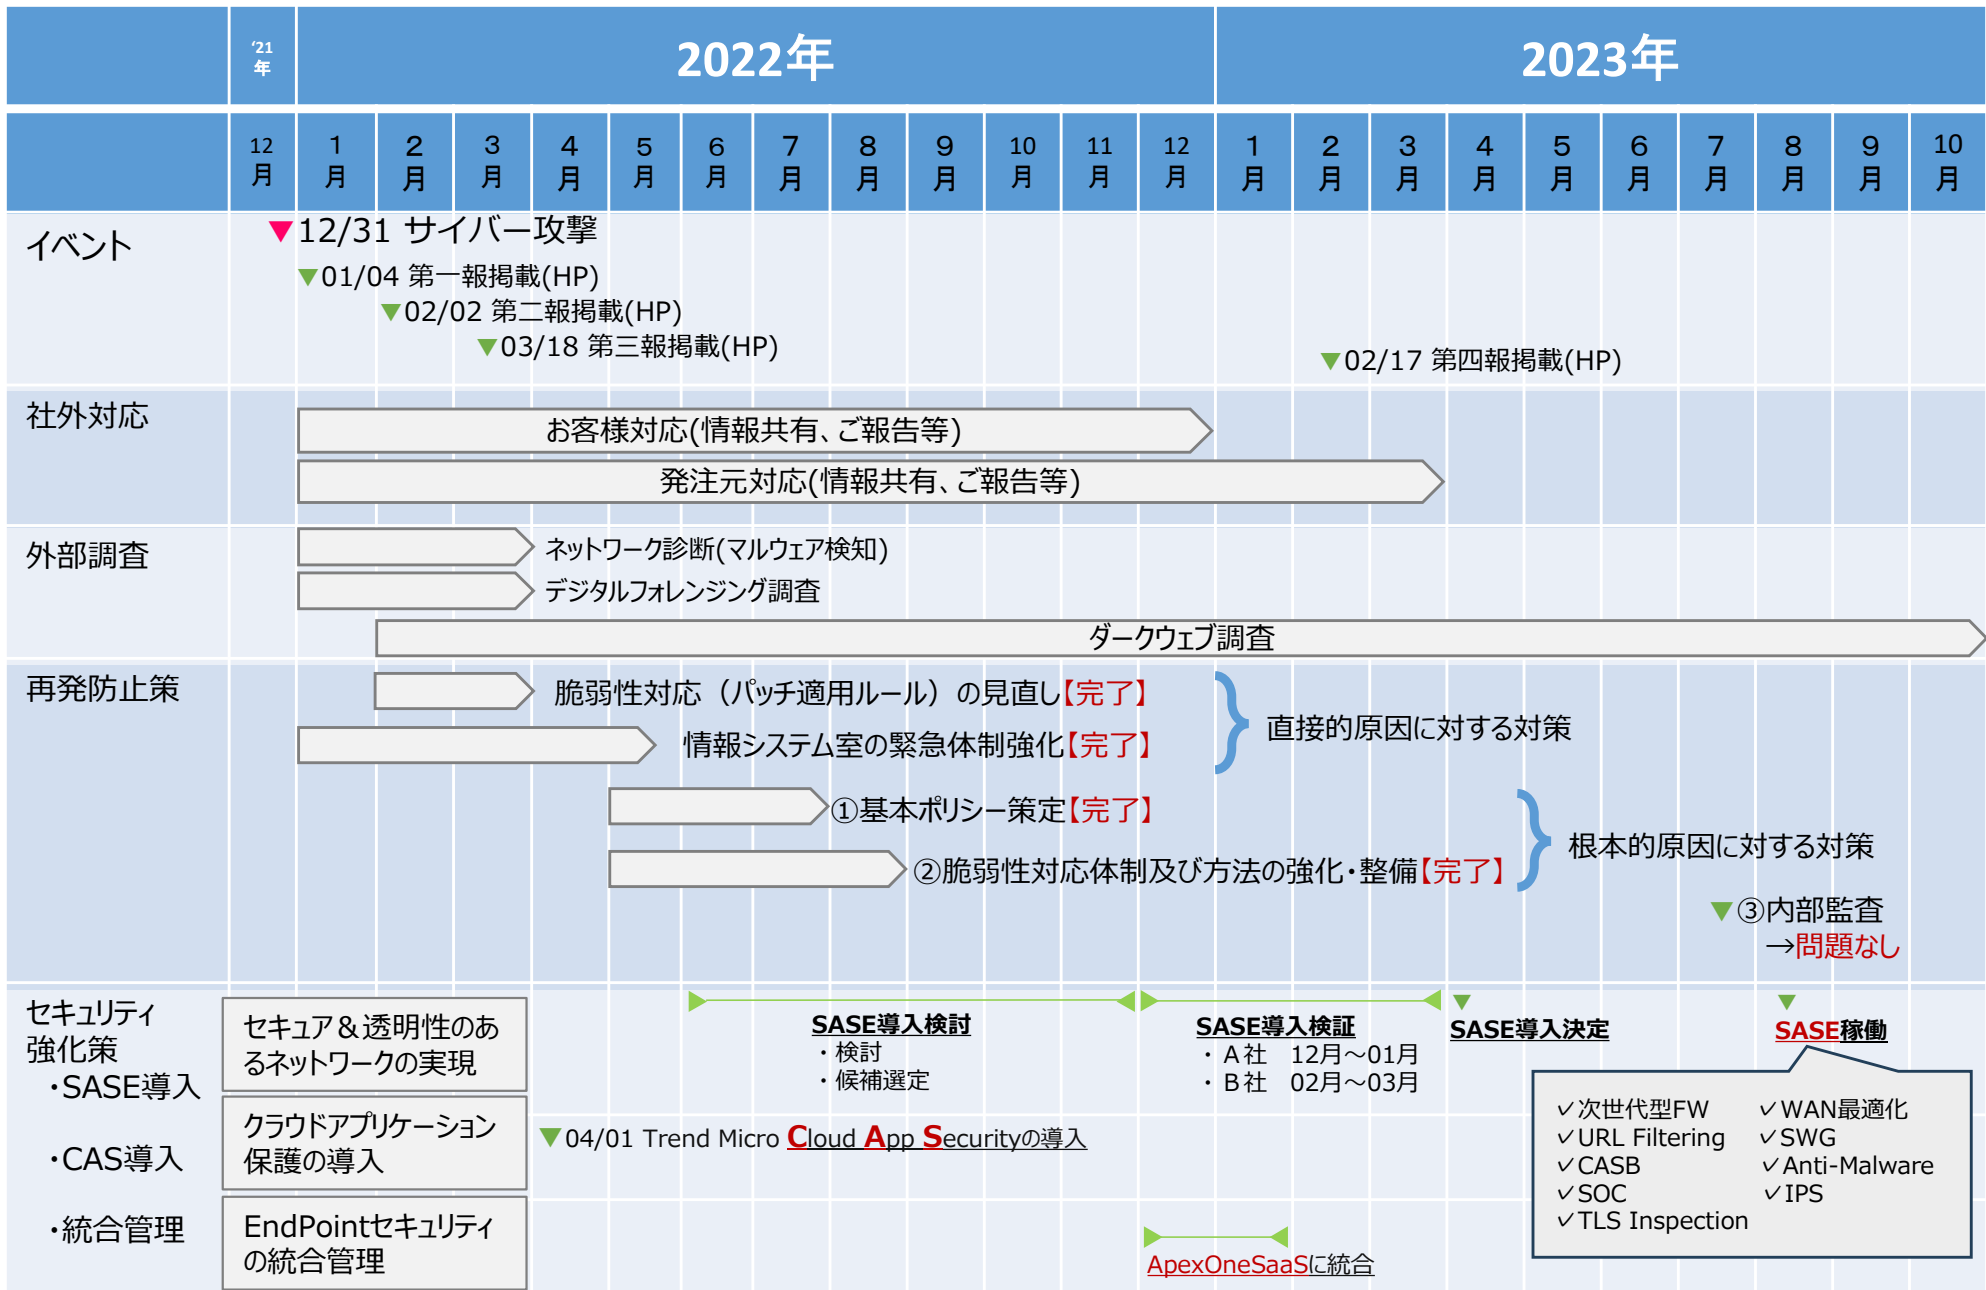 ‘21
年
2022年
2023年
12
月
1
月
2
月
3
月
4
月
5
月
6
月
7
月
8
月
9
月
10
月
11
月
12
月
1
月
2
月
3
月
4
月
5
月
6
月
7
月
8
月
9
月
10
月
イベント
▼12/31 サイバー攻撃
▼01/04 第一報掲載(HP)
▼02/02 第二報掲載(HP)
▼03/18 第三報掲載(HP)
▼02/17 第四報掲載(HP)
社外対応
お客様対応(情報共有、ご報告等)
発注元対応(情報共有、ご報告等)
外部調査
ネットワーク診断(マルウェア検知)
デジタルフォレンジング調査
ダークウェブ調査
再発防止策
脆弱性対応（パッチ適用ルール）の見直し【完了】
情報システム室の緊急体制強化【完了】
直接的原因に対する対策
①基本ポリシー策定【完了】
②脆弱性対応体制及び方法の強化・整備【完了】
根本的原因に対する対策
▼③内部監査
→問題なし
セキュリティ
強化策
・SASE導入
・CAS導入
・統合管理
セキュア＆透明性のあ
るネットワークの実現
SASE導入検討
・検討
・候補選定
SASE導入検証
・A社　12月～01月
・B社　02月～03月
▼
SASE導入決定
▼
SASE稼働
✓次世代型FW
✓URL Filtering
✓CASB
✓SOC
✓TLS Inspection
✓WAN最適化
✓SWG
✓Anti-Malware
✓IPS
クラウドアプリケーション
保護の導入
▼04/01 Trend Micro Cloud App Securityの導入
EndPointセキュリティ
の統合管理
ApexOneSaaSに統合